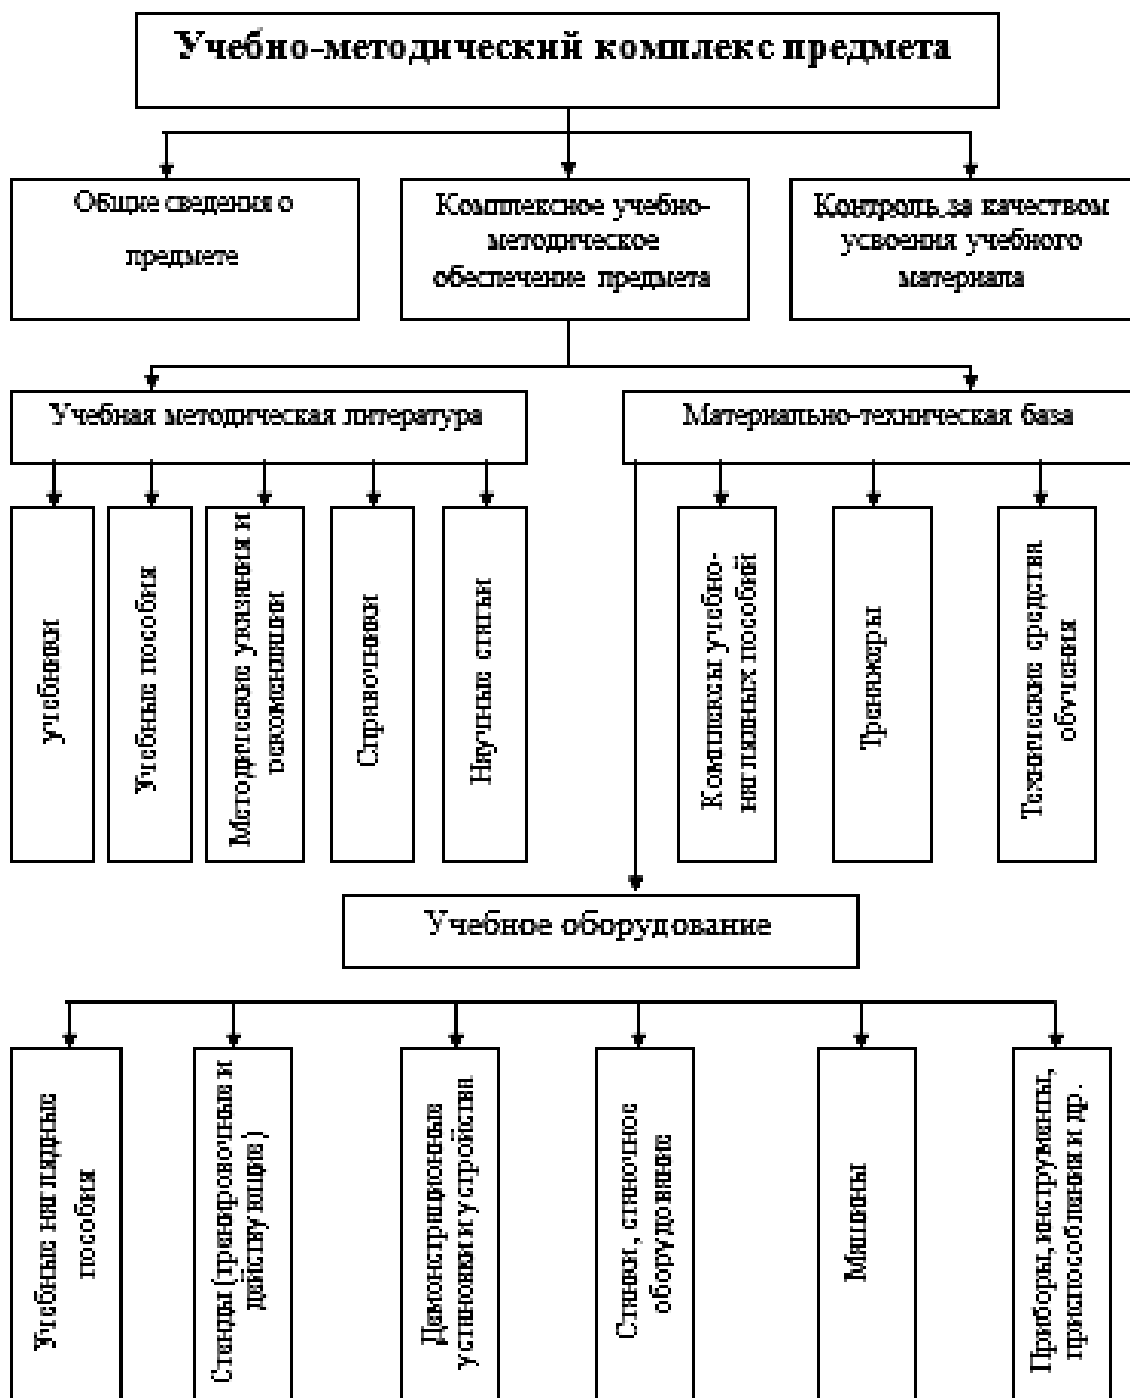 Учебно-методический комплекс предмета
Общие сведения о
предмете
Комплексное учебно-
методическое
обеспечение предмета
Контроль за качеством
усвоения учебного
материала
Учебная методическая литература
Материально-техническая база
учебники
Учебные пособия
Методические указания и
рекомендации
Справочники
Научные статьи
Комплексы учебно-
наглядных пособий
Тренажеры
Технические средства
обучения
Учебное оборудование
Учебные наглядные
пособия
Стенды (тренировочные и
действующие)
Демонстрационные
установки и устройства
Станки, станочное
оборудование
Машины
Приборы, инструменты,
приспособления и др.